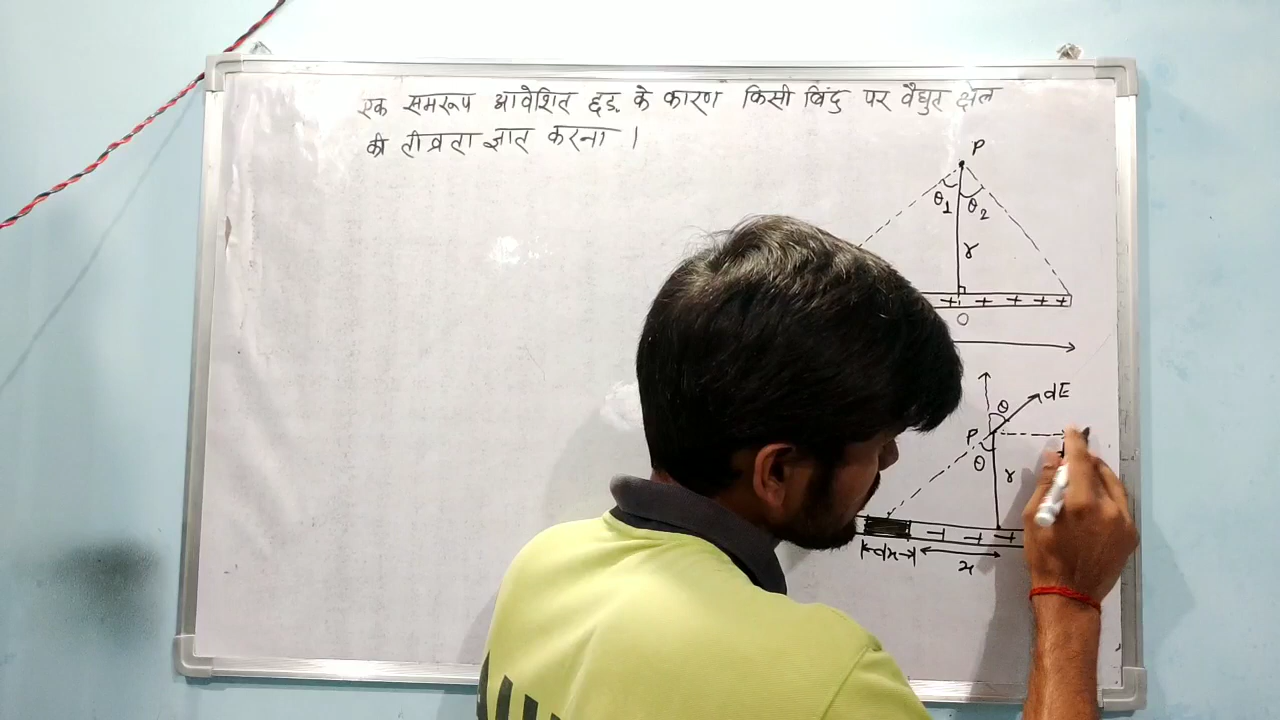 एक समरूप आवेशित छड़ के कारण किसी बिंदु पर वैद्युत क्षेत्र
की तीव्रता ज्ञात करना ।
P
θ1 θ2
r
+ + + + +
O
dE
θ
P
θ
r
+ + +
dx
x